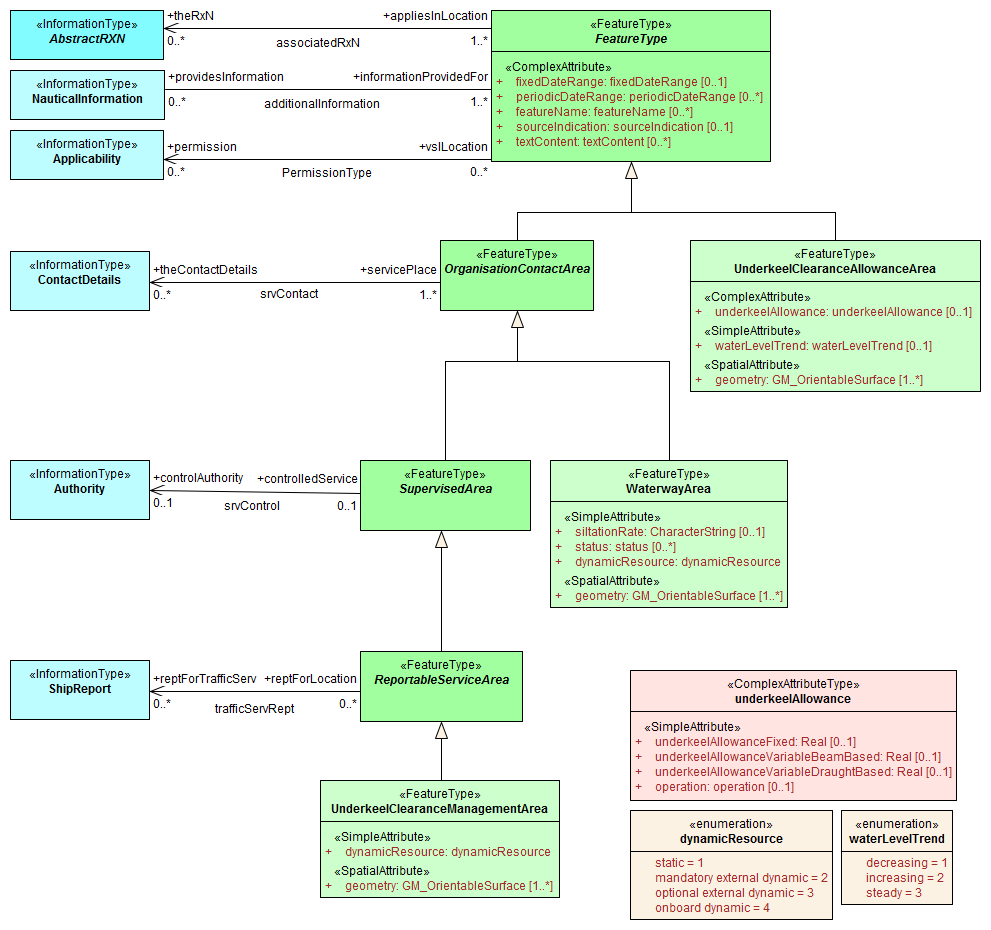 «InformationType»
AbstractRXN
+theRxN
+appliesInLocation
0..*
associatedRxN
1..*
«FeatureType»
FeatureType
«ComplexAttribute»
+ fixedDateRange: fixedDateRange [0..1]
+ periodicDateRange: periodicDateRange [0..*]
+ featureName: featureName [0..*]
+ sourceIndication: sourceIndication [0..1]
+ textContent: textContent [0..*]
«InformationType»
NauticalInformation
+providesInformation
+informationProvidedFor
0..*
additionalInformation
1..*
«InformationType»
Applicability
+permission
+vslLocation
0..*
PermissionType
0..*
«InformationType»
ContactDetails
+theContactDetails
+servicePlace
0..*
srvContact
1..*
«FeatureType»
OrganisationContactArea
«FeatureType»
UnderkeelClearanceAllowanceArea
«ComplexAttribute»
+ underkeelAllowance: underkeelAllowance [0..1]
«SimpleAttribute»
+ waterLevelTrend: waterLevelTrend [0..1]
«SpatialAttribute»
+ geometry: GM_OrientableSurface [1..*]
«InformationType»
Authority
+controlAuthority
+controlledService
0..1
srvControl
0..1
«FeatureType»
SupervisedArea
«FeatureType»
WaterwayArea
«SimpleAttribute»
+ siltationRate: CharacterString [0..1]
+ status: status [0..*]
+ dynamicResource: dynamicResource
«SpatialAttribute»
+ geometry: GM_OrientableSurface [1..*]
«InformationType»
ShipReport
+reptForTrafficServ
+reptForLocation
0..*
trafficServRept
0..*
«FeatureType»
ReportableServiceArea
«FeatureType»
UnderkeelClearanceManagementArea
«SimpleAttribute»
+ dynamicResource: dynamicResource
«SpatialAttribute»
+ geometry: GM_OrientableSurface [1..*]
«ComplexAttributeType»
underkeelAllowance
«SimpleAttribute»
+ underkeelAllowanceFixed: Real [0..1]
+ underkeelAllowanceVariableBeamBased: Real [0..1]
+ underkeelAllowanceVariableDraughtBased: Real [0..1]
+ operation: operation [0..1]
«enumeration»
dynamicResource
static = 1
mandatory external dynamic = 2
optional external dynamic = 3
onboard dynamic = 4
«enumeration»
waterLevelTrend
decreasing = 1
increasing = 2
steady = 3